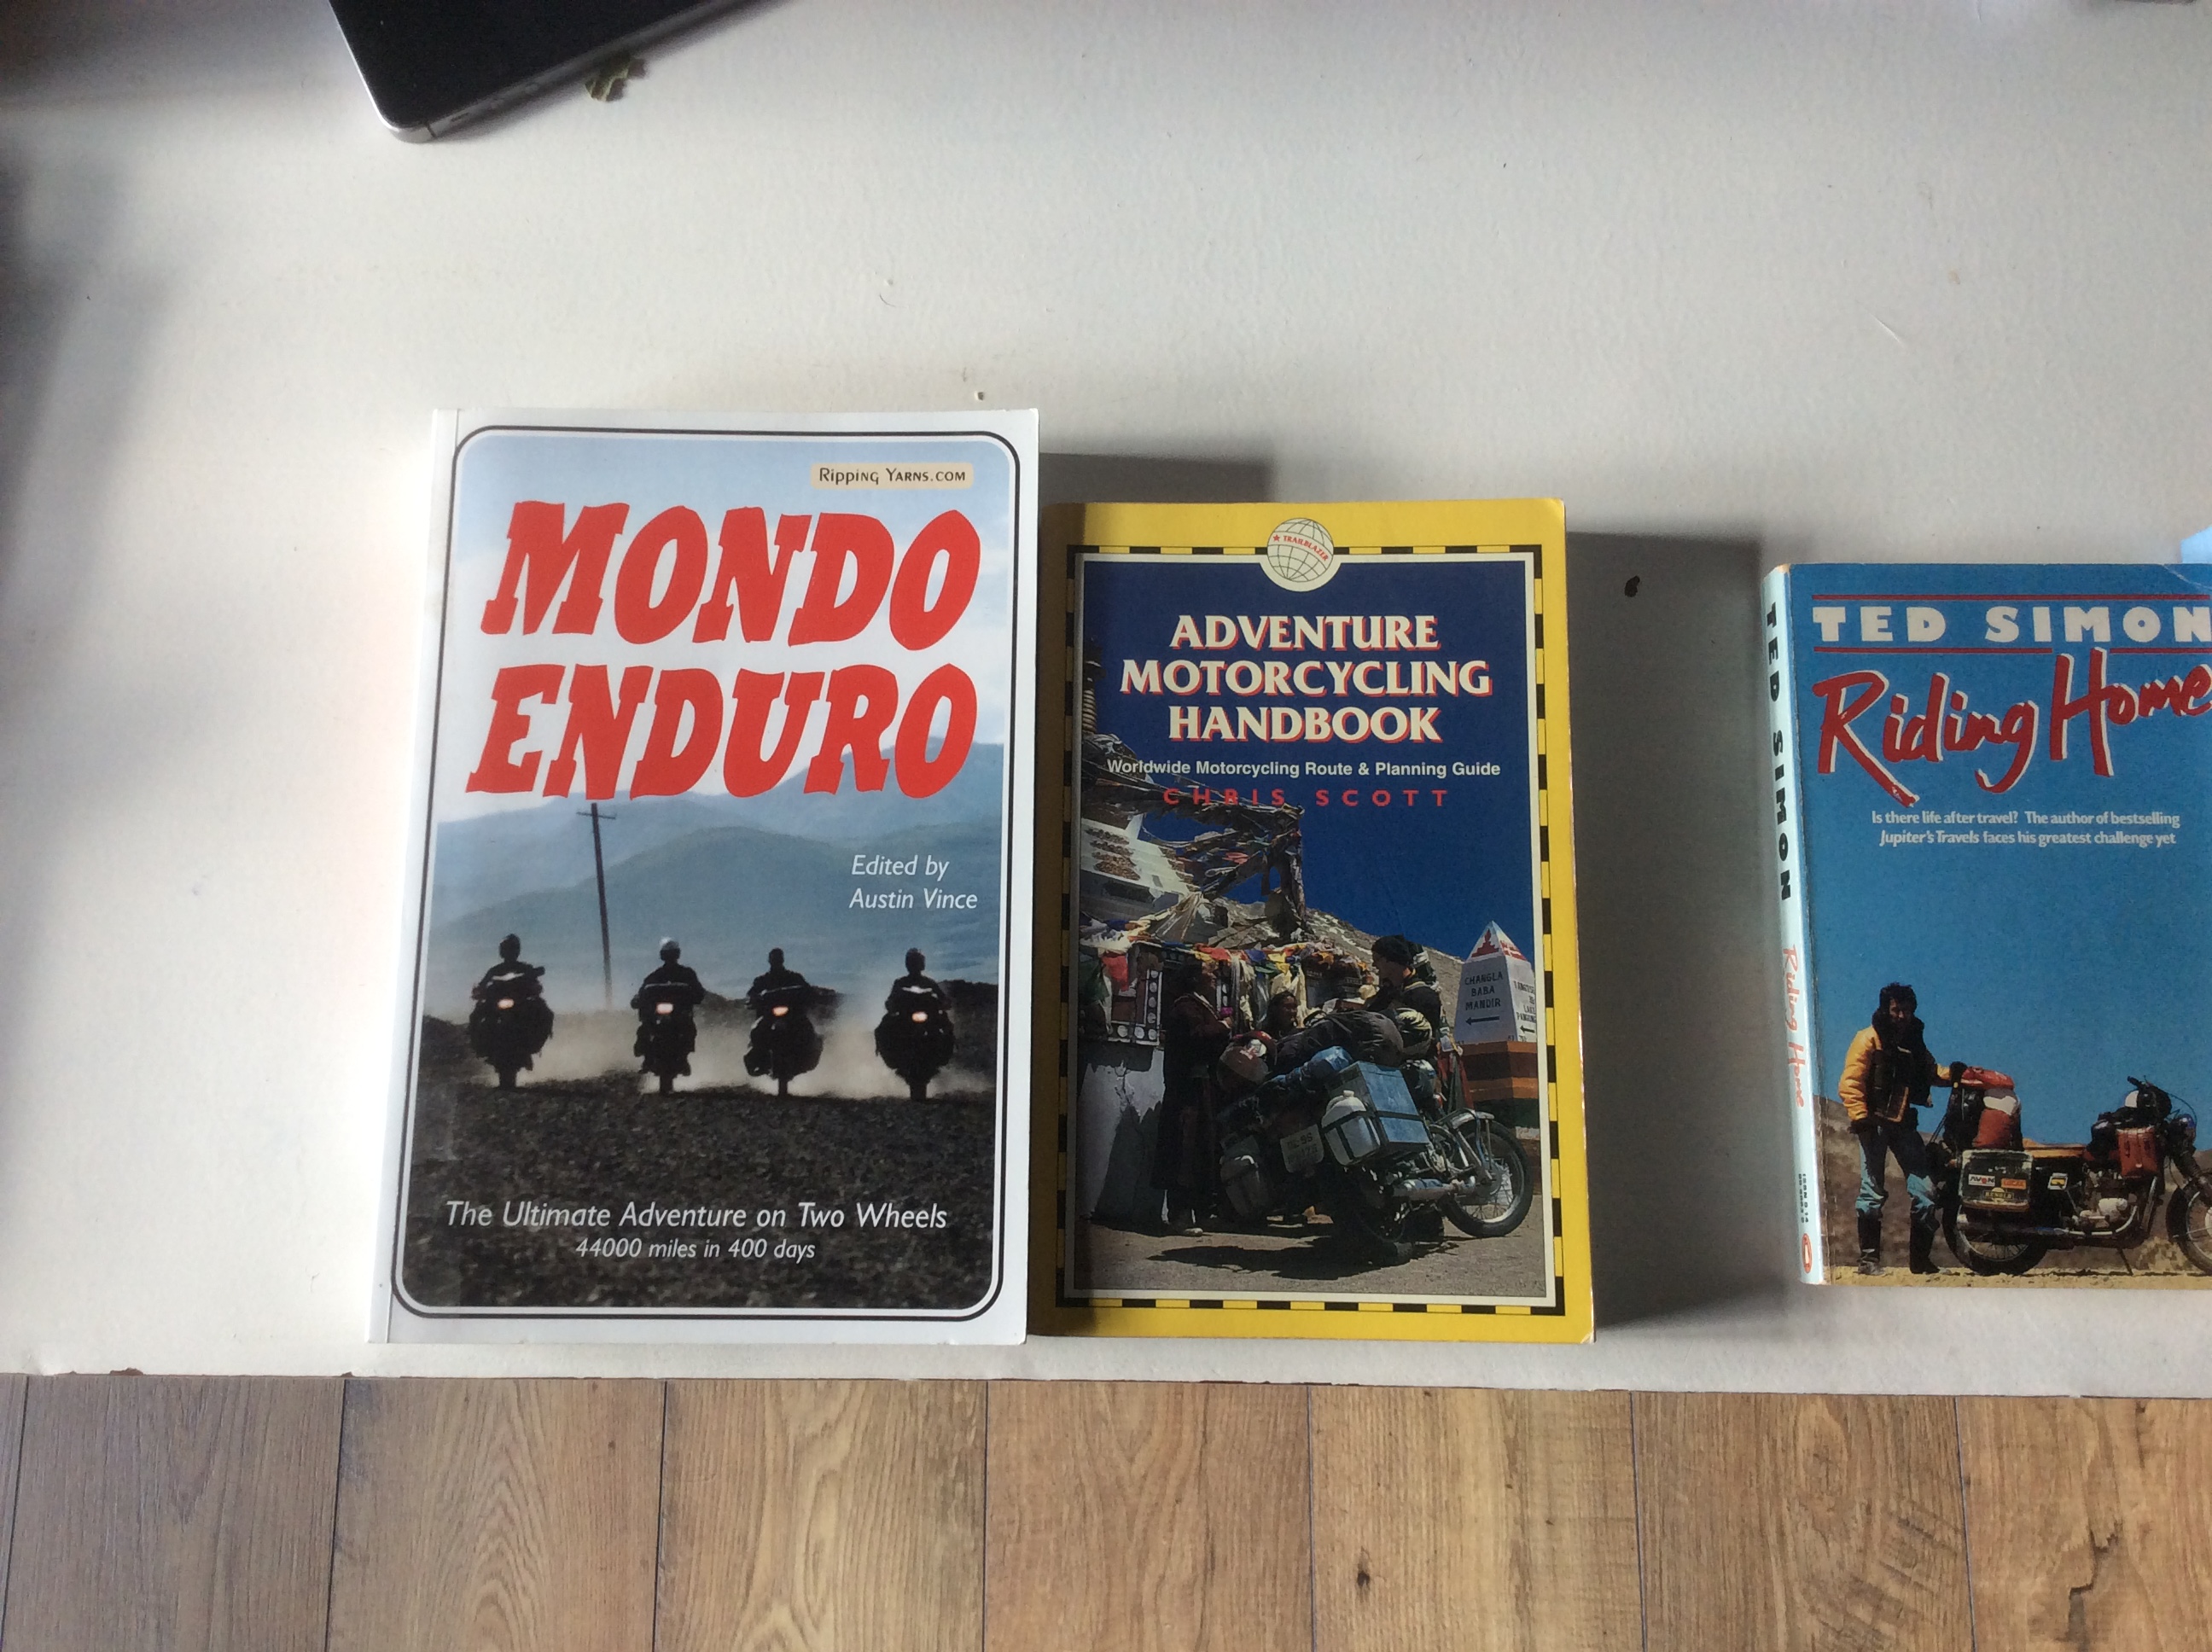 Ripping Yarns.com
MONDO
ENDURO
Edited by
Austin Vince
The Ultimate Adventure on Two Wheels
44000 miles in 400 days
TRAILBLAZER
ADVENTURE
MOTORCYCLING
HANDBOOK
Worldwide Motorcycling Route & Planning Guide
CHRIS SCOTT
CHANGLA
BABA
MANDIR
TED SIMON
Riding Home
TED SIMON
Riding Home
Is there life after travel? The author of bestselling
Jupiter's Travels faces his greatest challenge yet